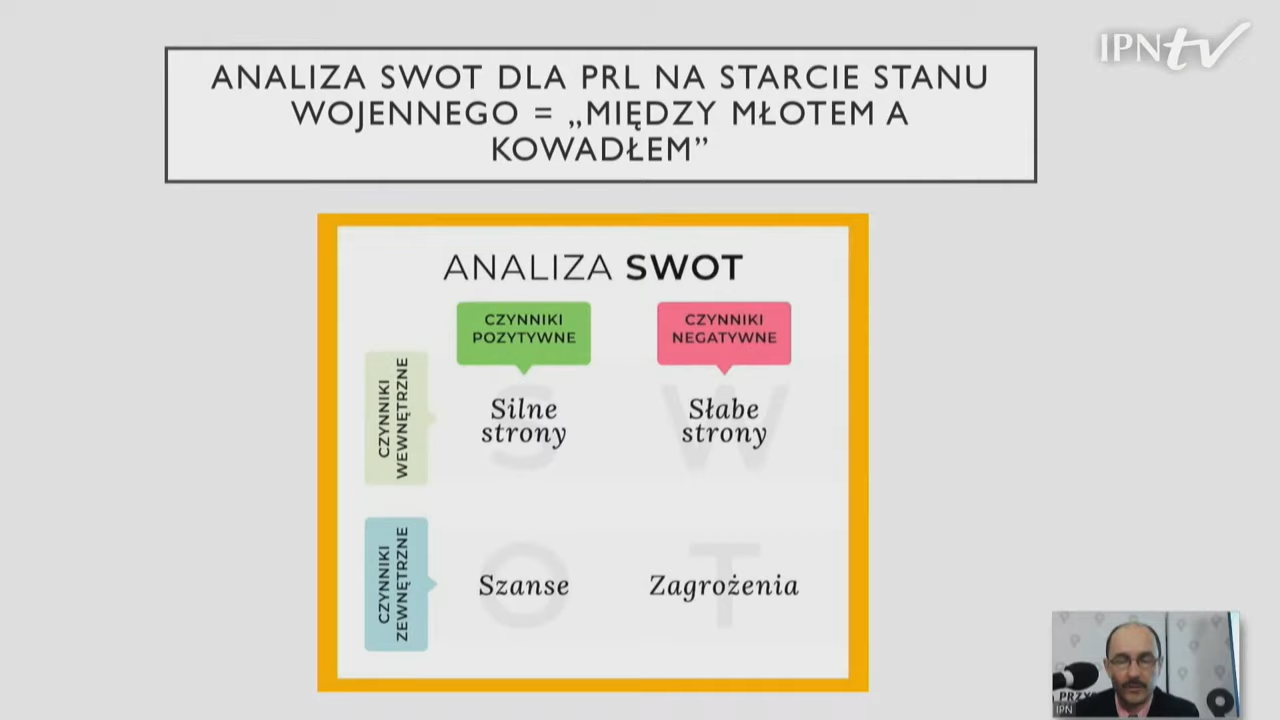 IPNtv
ANALIZA SWOT DLA PRL NA STARCIE STANU
WOJENNEGO = „MIĘDZY MŁOTEM A
KOWADŁEM”
ANALIZA SWOT
CZYNNIKI
POZYTYWNE
CZYNNIKI
NEGATYWNE
CZYNNIKI
WEWNĘTRZNE
S
Silne
strony
W
Słabe
strony
CZYNNIKI
ZEWNĘTRZNE
O
Szanse
T
Zagrożenia
IPN